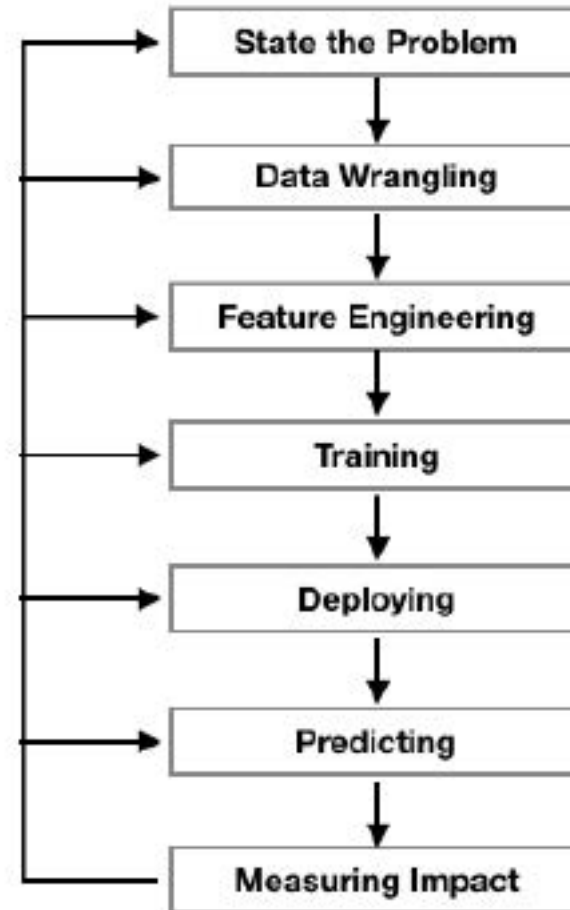 State the Problem
Data Wrangling
Feature Engineering
Training
Deploying
Predicting
Measuring Impact